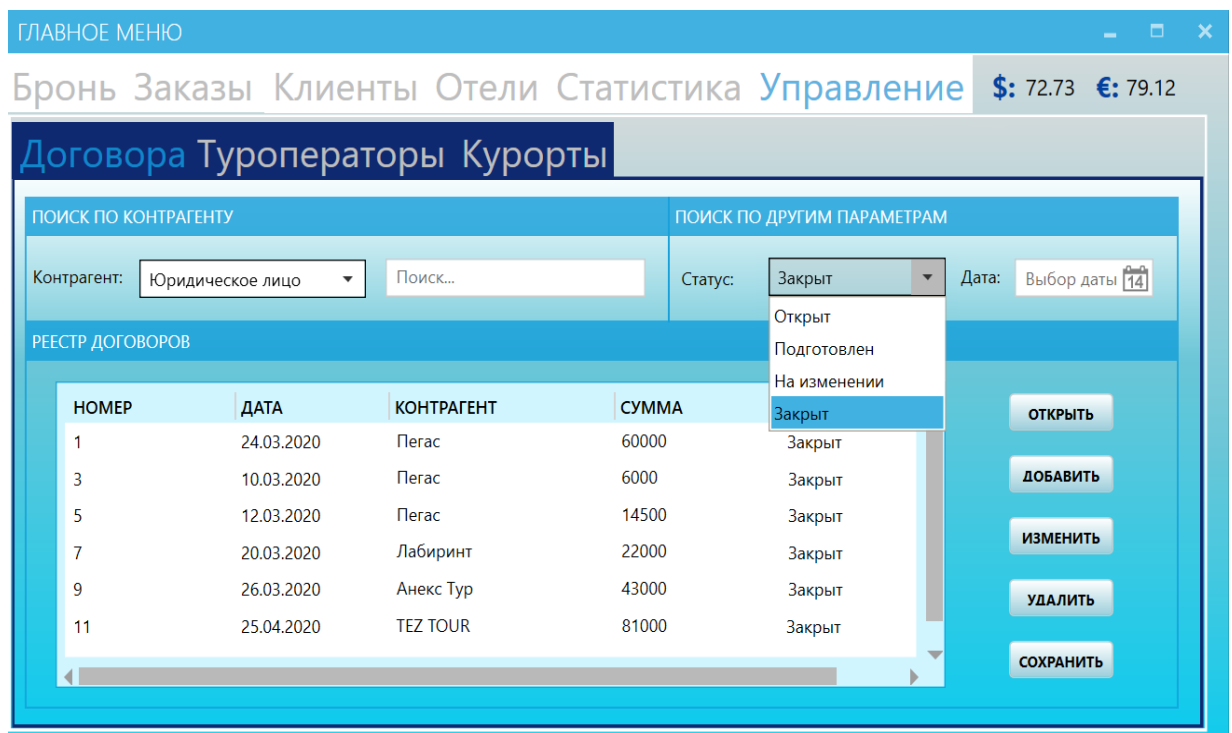 ГЛАВНОЕ МЕНЮ
Бронь Заказы Клиенты Отели Статистика Управление $: 72.73 €: 79.12
Договора Туроператоры Курорты
ПОИСК ПО КОНТРАГЕНТУ ПОИСК ПО ДРУГИМ ПАРАМЕТРАМ
Контрагент: Юридическое лицо Поиск... Статус: Закрыт Дата: Выбор даты 14
Открыт
РЕЕСТР ДОГОВОРОВ Подготовлен
На изменении
НОМЕР ДАТА КОНТРАГЕНТ СУММА Закрыт ОТКРЫТЬ
1 24.03.2020 Пегас 60000 Закрыт
3 10.03.2020 Пегас 6000 Закрыт ДОБАВИТЬ
5 12.03.2020 Пегас 14500 Закрыт
ИЗМЕНИТЬ
7 20.03.2020 Лабиринт 22000 Закрыт
9 26.03.2020 Анекс Тур 43000 Закрыт УДАЛИТЬ
11 25.04.2020 TEZ TOUR 81000 Закрыт
СОХРАНИТЬ